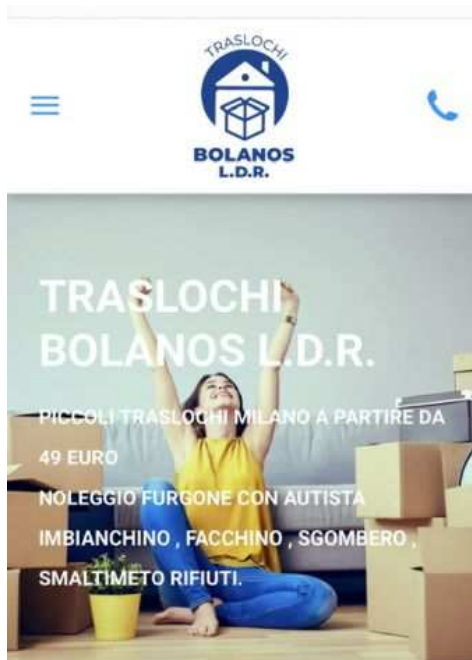 TRASLOCHI
BOLANOS
L.D.R.
TRASLOCHI
BOLANOS L.D.R.
PICCOLI TRASLOCHI MILANO A PARTIRE DA
49 EURO
NOLEGGIO FURGONE CON AUTISTA
IMBIANCHINO , FACCHINO , SGOMBERO ,
SMALTIMETO RIFIUTI.